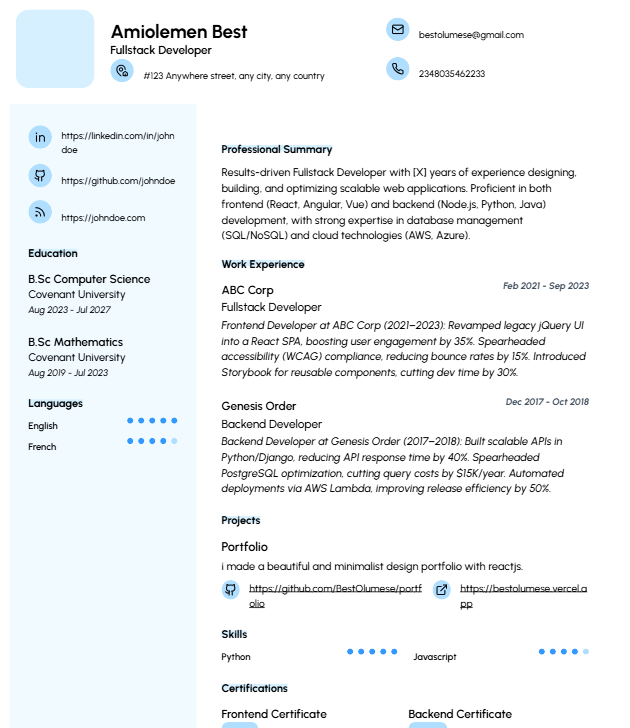 Amiolemen Best
Fullstack Developer
#123 Anywhere street, any city, any country
bestolumese@gmail.com
2348035462233
https://linkedin.com/in/john
doe
https://github.com/johndoe
https://johndoe.com
Education
B.Sc Computer Science
Covenant University
Aug 2023 - Jul 2027
B.Sc Mathematics
Covenant University
Aug 2019 - Jul 2023
Languages
English
French
Professional Summary
Results-driven Fullstack Developer with [X] years of experience designing,
building, and optimizing scalable web applications. Proficient in both
frontend (React, Angular, Vue) and backend (Node.js, Python, Java)
development, with strong expertise in database management
(SQL/NoSQL) and cloud technologies (AWS, Azure).
Work Experience
ABC Corp
Feb 2021 - Sep 2023
Fullstack Developer
Frontend Developer at ABC Corp (2021–2023): Revamped legacy jQuery UI
into a React SPA, boosting user engagement by 35%. Spearheaded
accessibility (WCAG) compliance, reducing bounce rates by 15%. Introduced
Storybook for reusable components, cutting dev time by 30%.
Genesis Order
Dec 2017 - Oct 2018
Backend Developer
Backend Developer at Genesis Order (2017–2018): Built scalable APIs in
Python/Django, reducing API response time by 40%. Spearheaded
PostgreSQL optimization, cutting query costs by $15K/year. Automated
deployments via AWS Lambda, improving release efficiency by 50%.
Projects
Portfolio
i made a beautiful and minimalist design portfolio with reactjs.
https://github.com/BestOlumese/portf
olio
https://bestolumese.vercel.a
pp
Skills
Python
Javascript
Certifications
Frontend Certificate
Backend Certificate